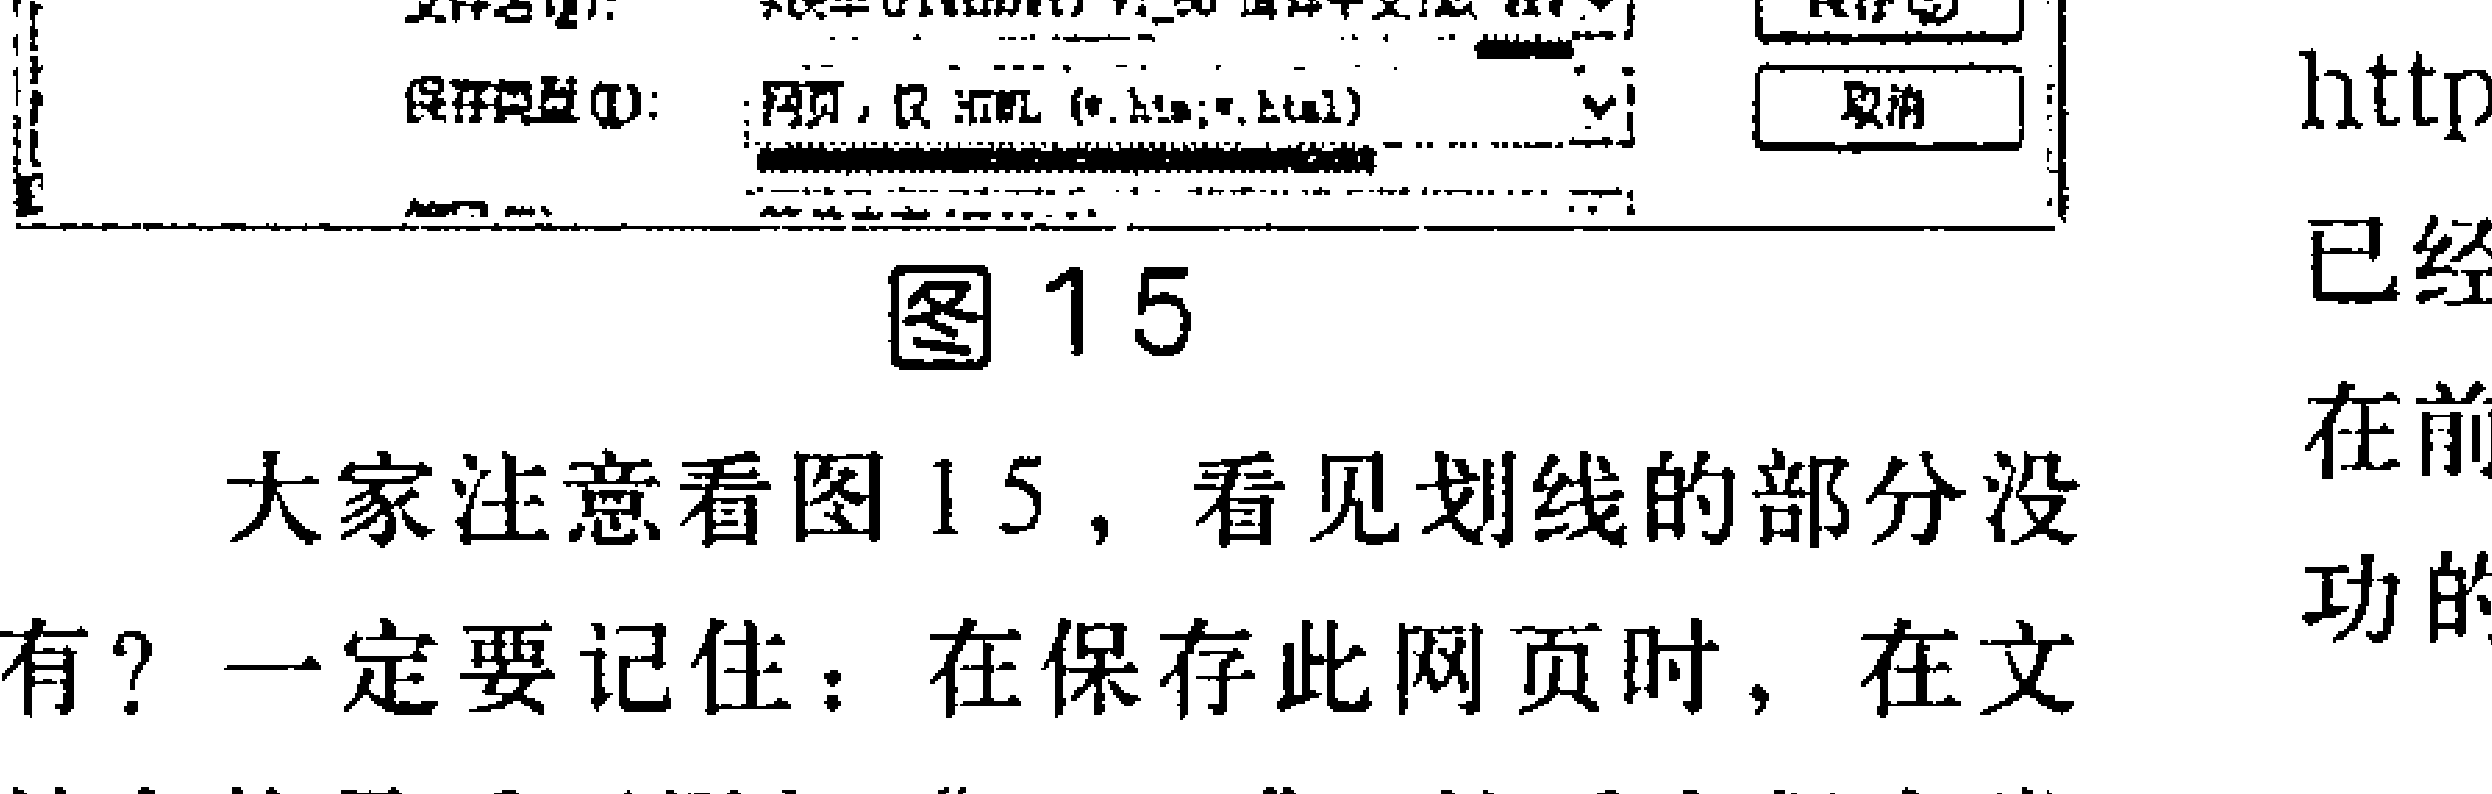 保存类型(T):
网页，仅 HTML (*.htm;*.html)
取消
图 15
大家注意看图15，看见划线的部分没
有？一定要记住：在保存此网页时，在文
http
已经
在前
功的